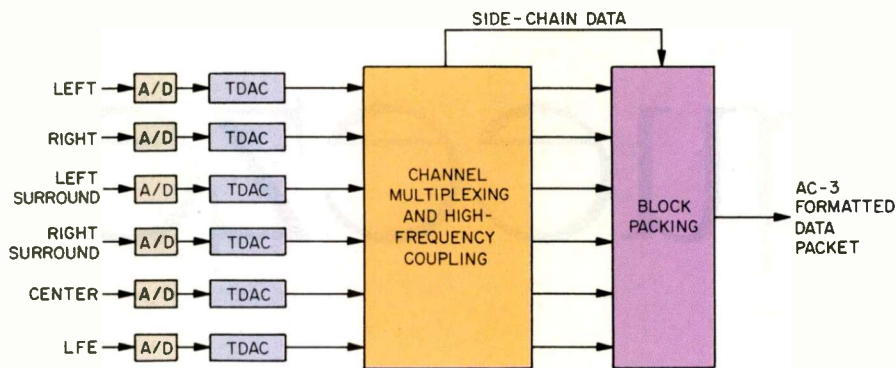 SIDE-CHAIN DATA
LEFT
A/D
TDAC
RIGHT
A/D
TDAC
LEFT
SURROUND
A/D
TDAC
RIGHT
SURROUND
A/D
TDAC
CENTER
A/D
TDAC
LFE
A/D
TDAC
CHANNEL
MULTIPLEXING
AND HIGH-
FREQUENCY
COUPLING
BLOCK
PACKING
AC-3
FORMATTED
DATA
PACKET